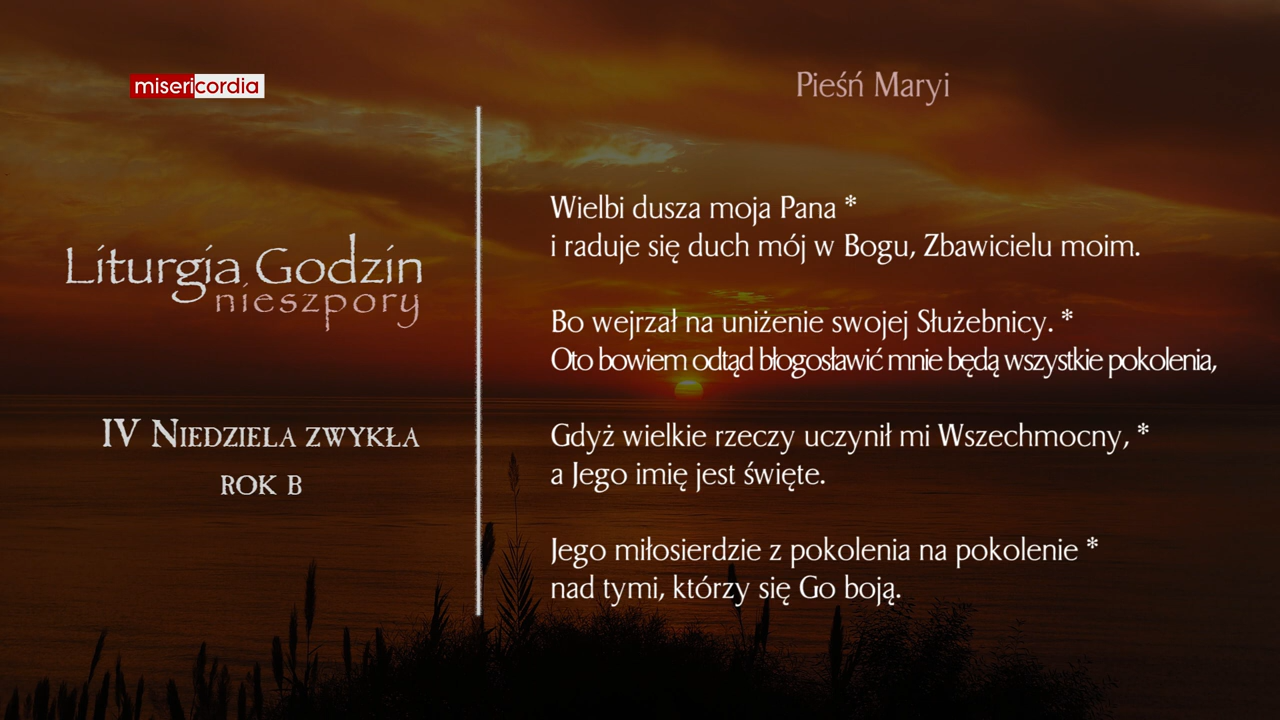 misericordia
Pieśń Maryi
Liturgia Godzin
nieszpory
IV Niedziela zwykła
rok B
Wielbi dusza moja Pana *
i raduje się duch mój w Bogu, Zbawicielu moim.
Bo wejrzał na uniżenie swojej Służebnicy. *
Oto bowiem odtąd błogosławić mnie będą wszystkie pokolenia,
Gdyż wielkie rzeczy uczynił mi Wszechmocny, *
a Jego imię jest święte.
Jego miłosierdzie z pokolenia na pokolenie *
nad tymi, którzy się Go boją.